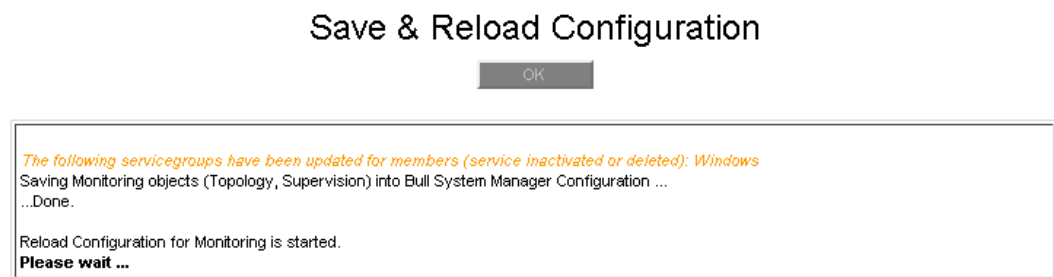 Save & Reload Configuration
OK
The following servicegroups have been updated for members (service inactivated or deleted): Windows
Saving Monitoring objects (Topology, Supervision) into Bull System Manager Configuration ...
...Done.
Reload Configuration for Monitoring is started.
Please wait ...